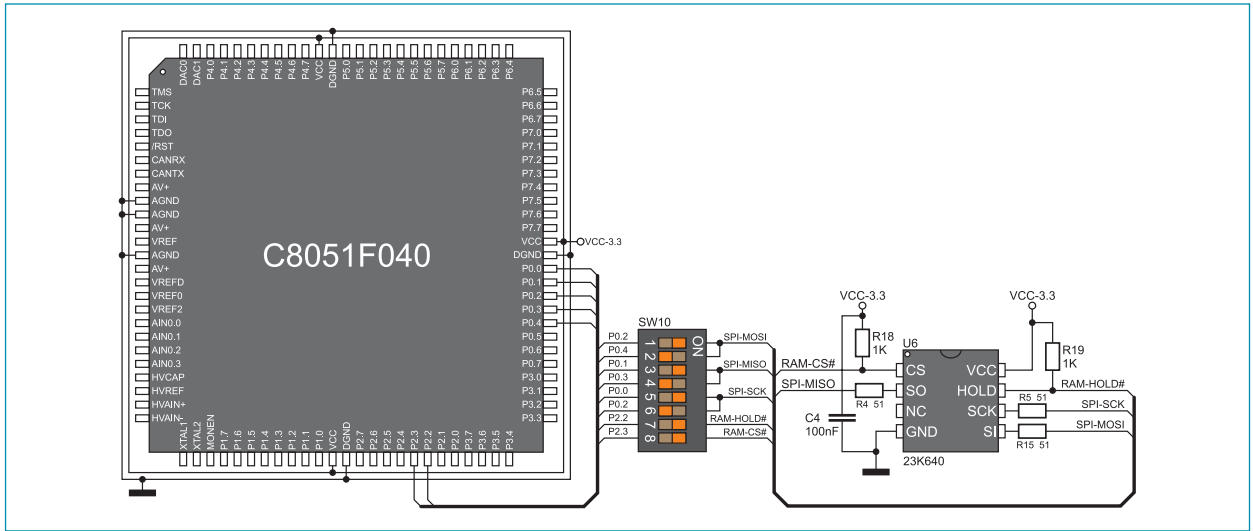 DAC0 DAC1 P4.0 P4.1 P4.2 P4.3 P4.4 P4.5 P4.6 P4.7 VCC DGND P5.0 P5.1 P5.2 P5.3 P5.4 P5.5 P5.6 P5.7 P6.0 P6.1 P6.2 P6.3 P6.4
TMS
TCK
TDI
TDO
/RST
CANRX
CANTX
AV+
AGND
AGND
AV+
VREF
AGND
AV+
VREFD
VREF0
VREF2
AIN0.0
AIN0.1
AIN0.2
AIN0.3
HVCAP
HVREF
HVAIN+
HVAIN-
C8051F040
P6.5
P6.6
P6.7
P7.0
P7.1
P7.2
P7.3
P7.4
P7.5
P7.6
P7.7
VCC
DGND
P0.0
P0.1
P0.2
P0.3
P0.4
P0.5
P0.6
P0.7
P3.0
P3.1
P3.2
P3.3
XTAL1 XTAL2 MONEN P1.7 P1.6 P1.5 P1.4 P1.3 P1.2 P1.1 P1.0 VCC DGND P2.7 P2.6 P2.5 P2.4 P2.3 P2.2 P2.1 P2.0 P3.7 P3.6 P3.5 P3.4
VCC-3.3
SW10
ON
P0.2 1 SPI-MOSI
P0.4 2
P0.1 3 SPI-MISO
P0.3 4
P0.0 5 SPI-SCK
P0.2 6
P2.2 7 RAM-HOLD#
P2.3 8 RAM-CS#
VCC-3.3
R18
1K
RAM-CS#
SPI-MISO
R4 51
C4
100nF
VCC-3.3
R19
1K
U6
CS VCC
SO HOLD
NC SCK
GND SI
23K640
RAM-HOLD#
R5 51 SPI-SCK
SPI-MOSI
R15 51